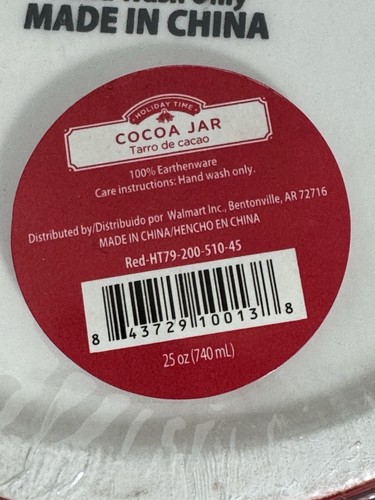 Wash Only
MADE IN CHINA
HOLIDAY TIME
COCOA JAR
Tarro de cacao
100% Earthenware
Care instructions: Hand wash only.
Distributed by/Distribuido por Walmart Inc., Bentonville, AR 72716
MADE IN CHINA/HENCHO EN CHINA
Red-HT79-200-510-45
8 43729 10013 8
25 oz (740 mL)